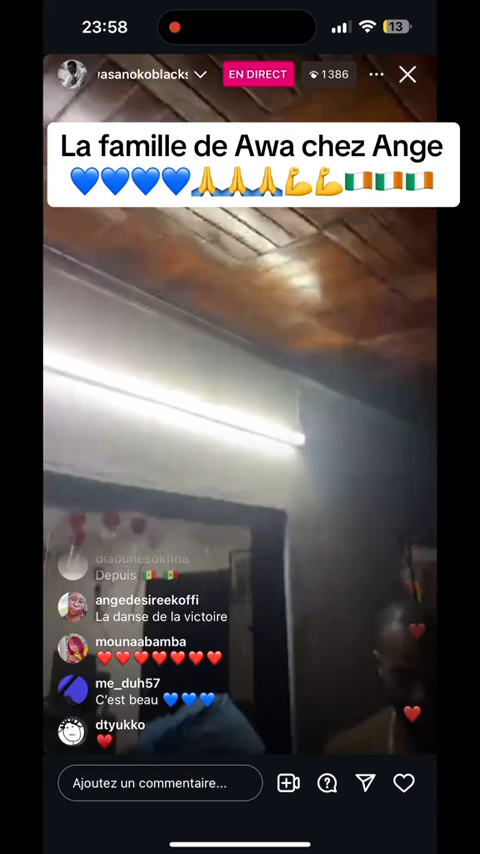 23:58
13
asanokoblacks
EN DIRECT
1386
La famille de Awa chez Ange
💙💙💙💙🙏🙏🙏💪💪🇨🇮🇨🇮🇨🇮
diaounesokhna
Depuis 🇸🇳🇸🇳
angedesireekoffi
La danse de la victoire
mounaabamba
❤️❤️❤️❤️❤️❤️❤️
me_duh57
C'est beau 💙💙💙
dtyukko
❤️
Ajoutez un commentaire...